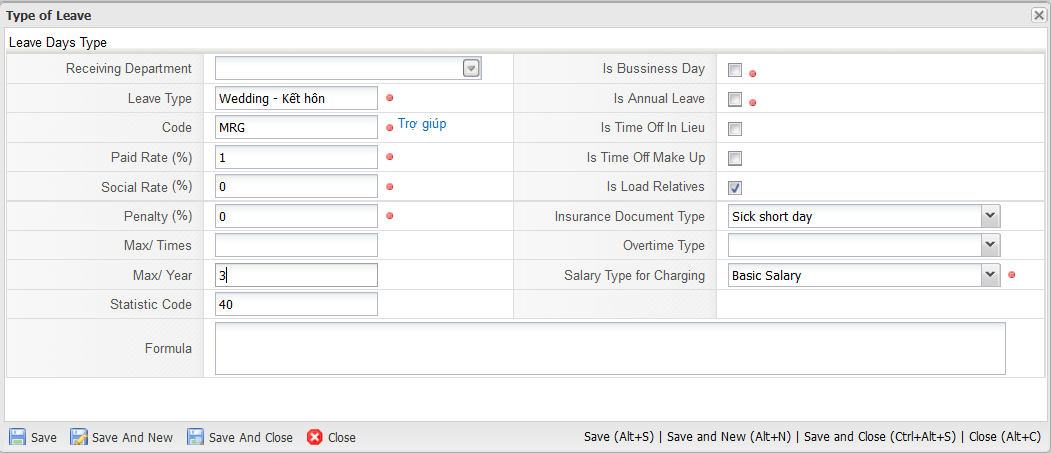 Type of Leave
Leave Days Type
Receiving Department
Is Bussiness Day
Leave Type Wedding - Kết hôn
Is Annual Leave
Code MRG Trợ giúp
Is Time Off In Lieu
Paid Rate (%) 1
Is Time Off Make Up
Social Rate (%) 0
Is Load Relatives
Penalty (%) 0
Insurance Document Type Sick short day
Max/ Times
Overtime Type
Max/ Year 3
Salary Type for Charging Basic Salary
Statistic Code 40
Formula
Save Save And New Save And Close Close
Save (Alt+S) | Save and New (Alt+N) | Save and Close (Ctrl+Alt+S) | Close (Alt+C)